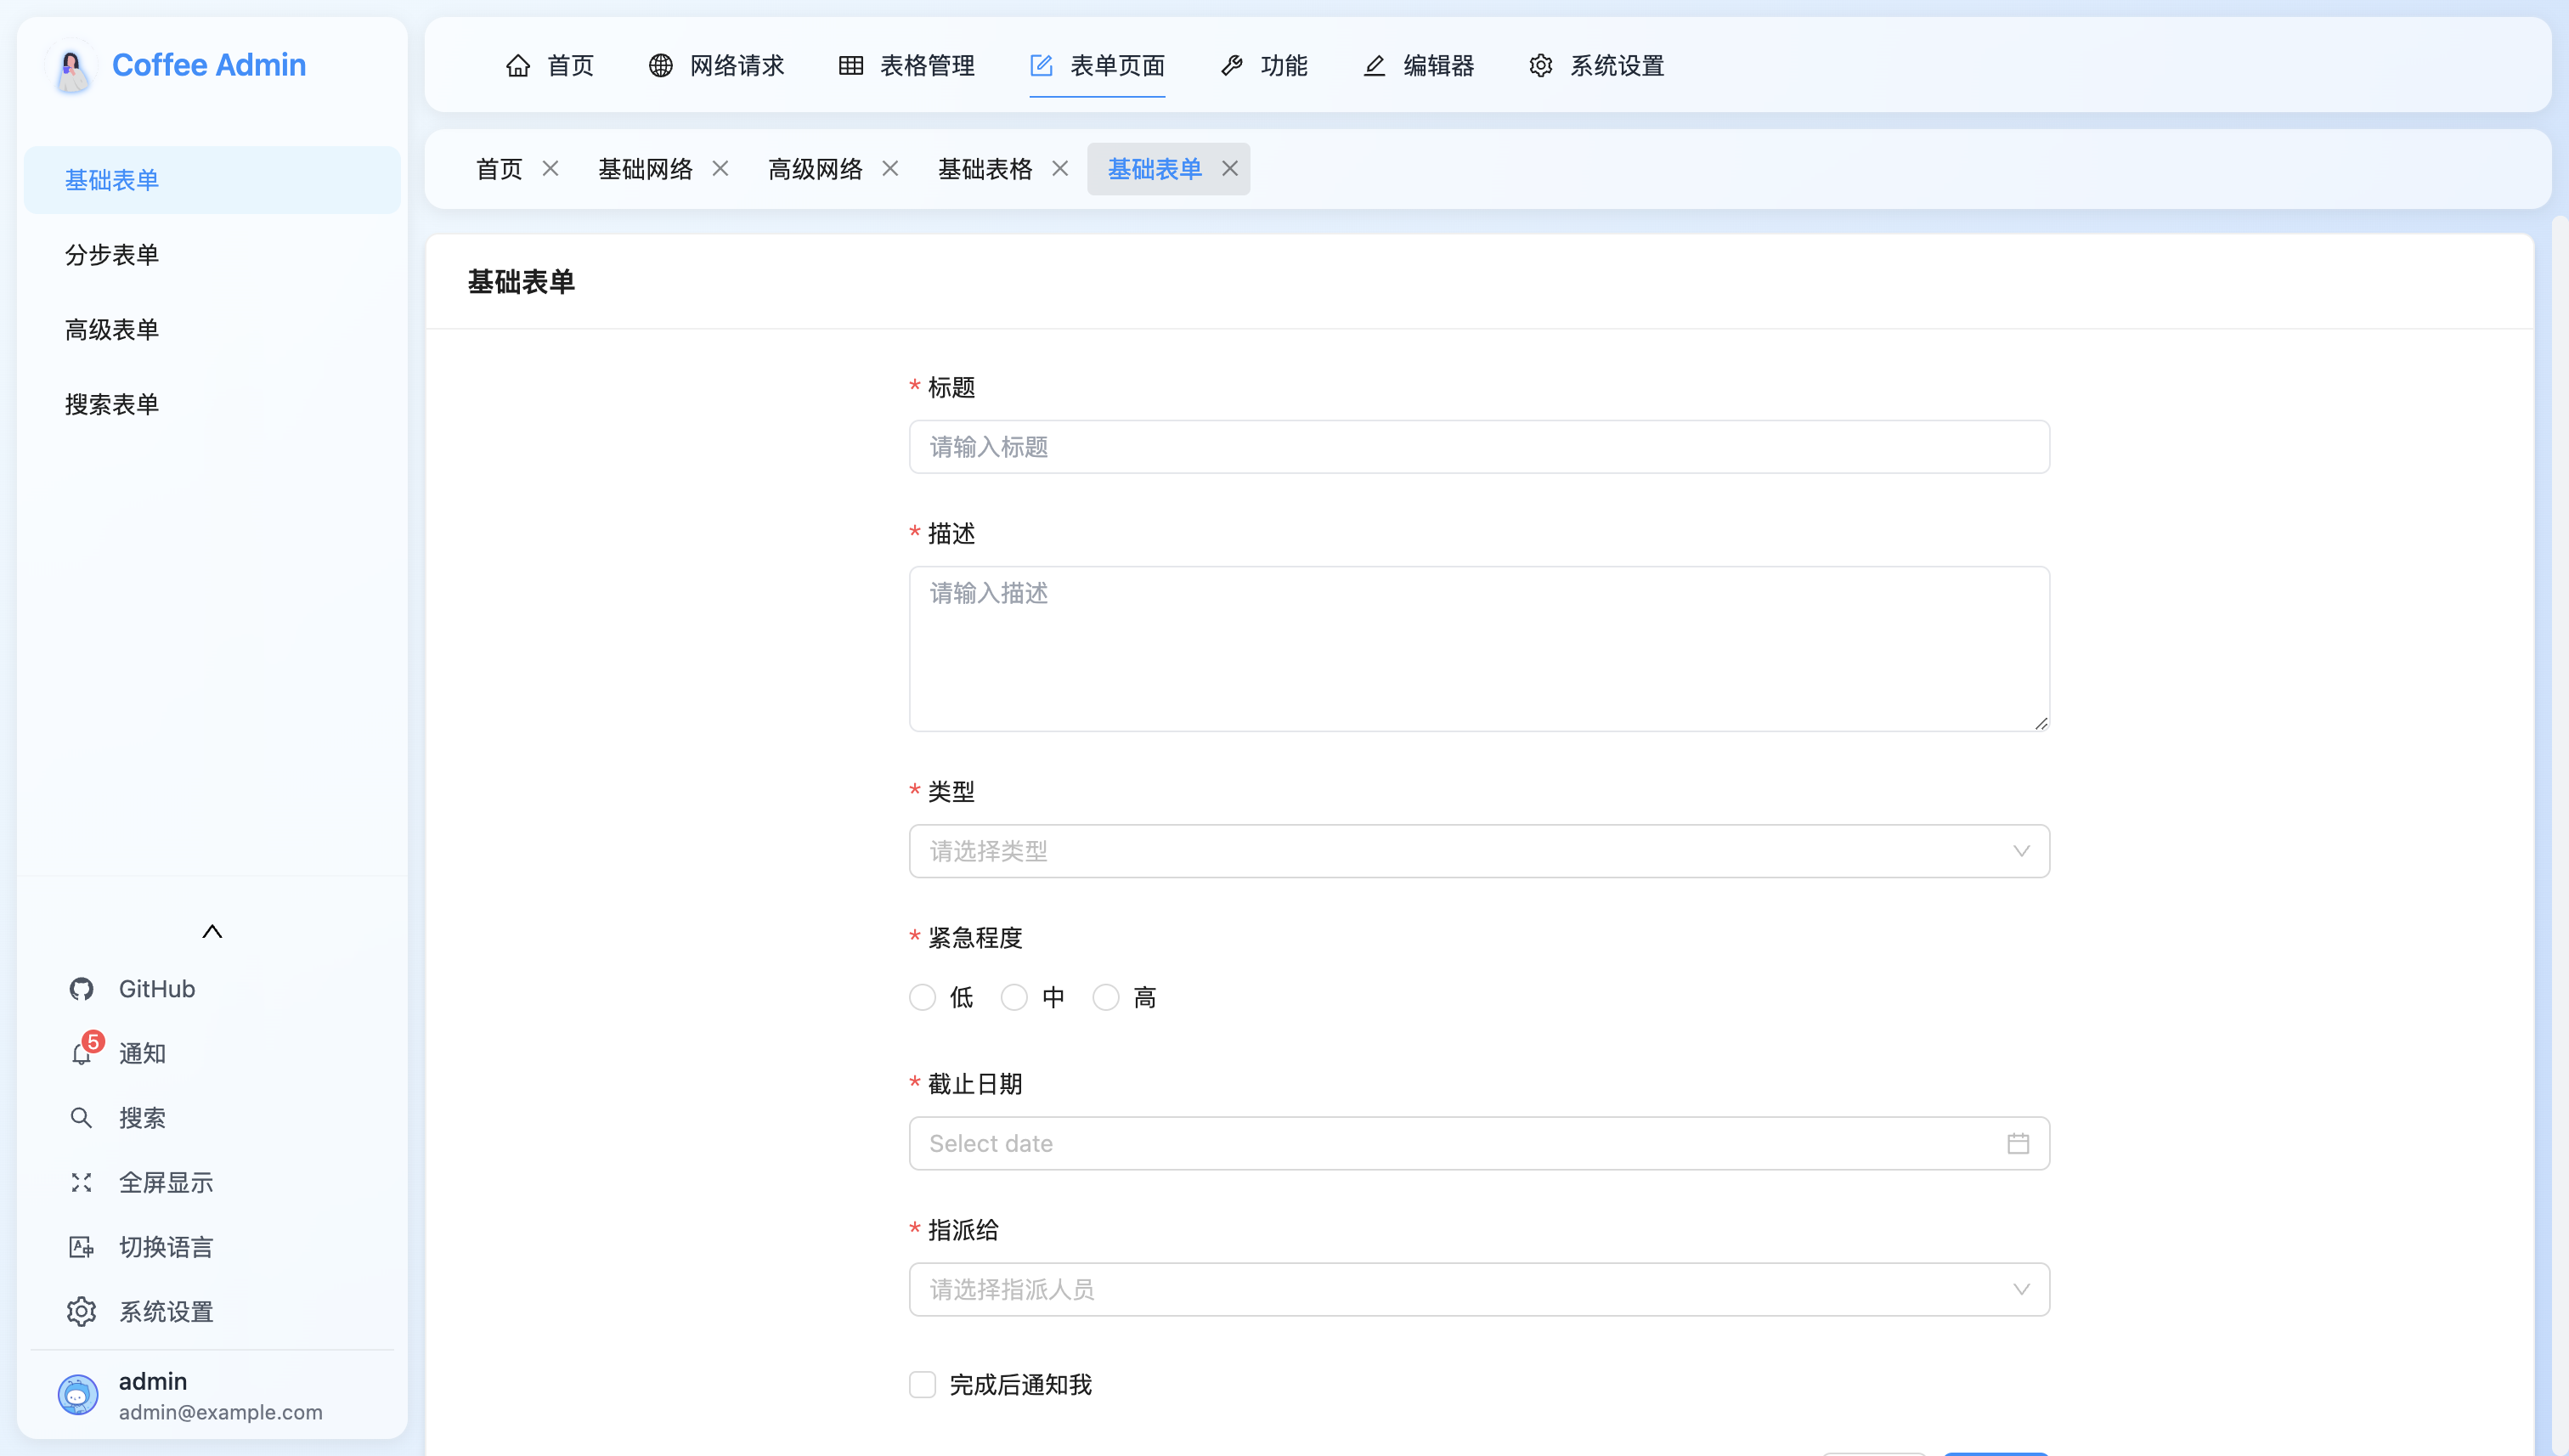 Coffee Admin
首页 网络请求 表格管理 表单页面 功能 编辑器 系统设置
首页 基础网络 高级网络 基础表格 基础表单
基础表单
分步表单
高级表单
搜索表单
GitHub
5
通知
搜索
全屏显示
切换语言
系统设置
admin
admin@example.com
基础表单
* 标题
请输入标题
* 描述
请输入描述
* 类型
请选择类型
* 紧急程度
低 中 高
* 截止日期
Select date
* 指派给
请选择指派人员
完成后通知我